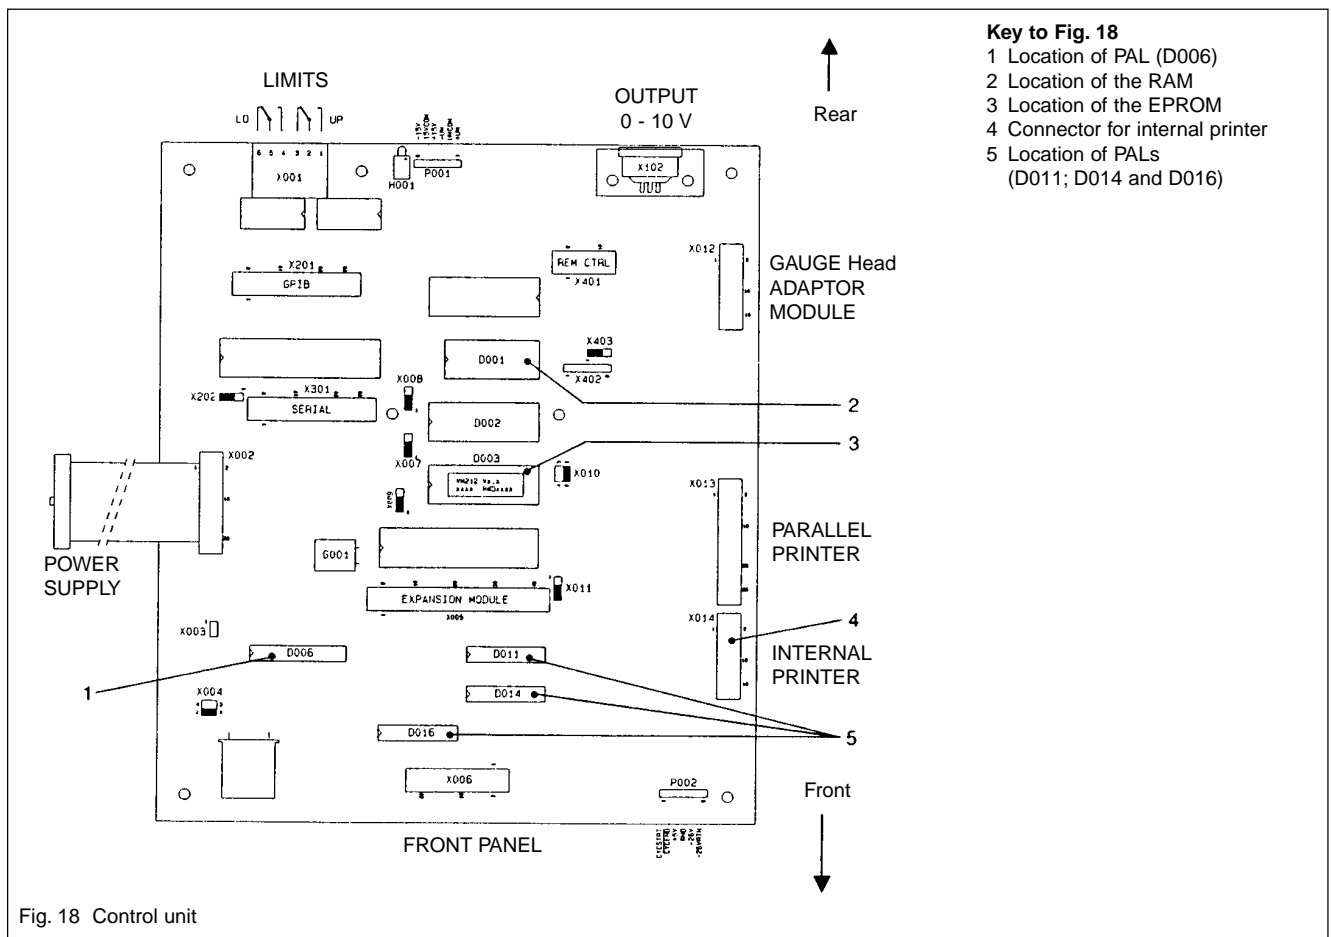 Key to Fig. 18
1 Location of PAL (D006)
2 Location of the RAM
3 Location of the EPROM
4 Connector for internal printer
5 Location of PALs
(D011; D014 and D016)
LIMITS
LO UP
OUTPUT
0 - 10 V
Rear
-15V
15VCOM
+15V
6 5 4 3 2 1
X001
H001
P001
X102
X012
GAUGE Head
ADAPTOR
MODULE
REM CTRL
X401
X201
GPIB
X403
X402
D001
X202
X301
SERIAL
X008
2
D002
3
X007
D003
X010
X009
X002
X013
POWER
SUPPLY
PARALLEL
PRINTER
G001
X011
EXPANSION MODULE
X005
X003
X014
4
INTERNAL
PRINTER
D006
D011
1
X004
D014
D016
5
X006
P002
Front
FRONT PANEL
+5V
Fig. 18 Control unit